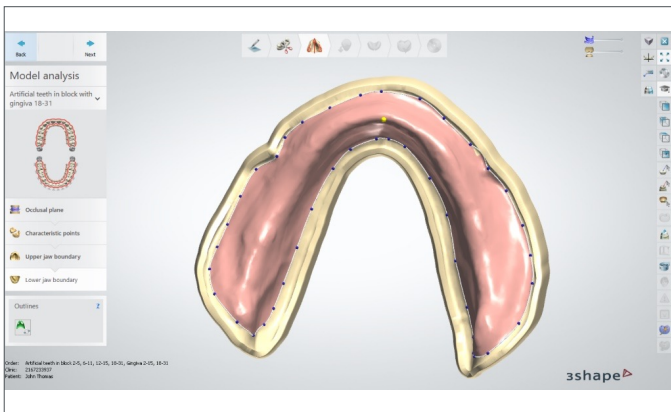 Back
Next
Model analysis
Artificial teeth in block with
gingiva 18-31
Occlusal plane
Characteristic points
Upper jaw boundary
Lower jaw boundary
Outlines
Order: Artificial teeth in block 2-5, 6-11, 12-15, 18-31, Gingiva 2-15, 18-31
Clinic: 2167233937
Patient: John Thomas
3shape